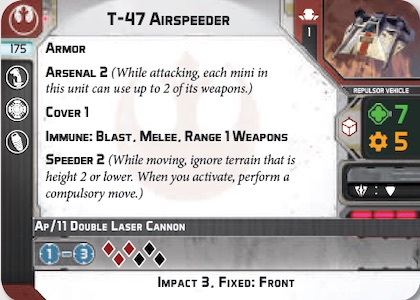 T-47 Airspeeder
1
175
Armor
Arsenal 2 (While attacking, each mini in
this unit can use up to 2 of its weapons.)
Cover 1
Immune: Blast, Melee, Range 1 Weapons
Speeder 2 (While moving, ignore terrain that is
height 2 or lower. When you activate, perform a
compulsory move.)
Repulsor Vehicle
7
5
:
Ap/11 Double Laser Cannon
1 – 3
Impact 3, Fixed: Front